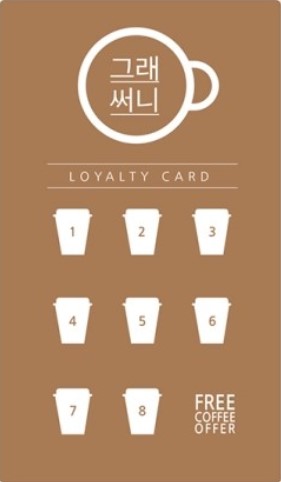 그래
써니
LOYALTY CARD
1 2 3
4 5 6
7 8 FREE
COFFEE
OFFER